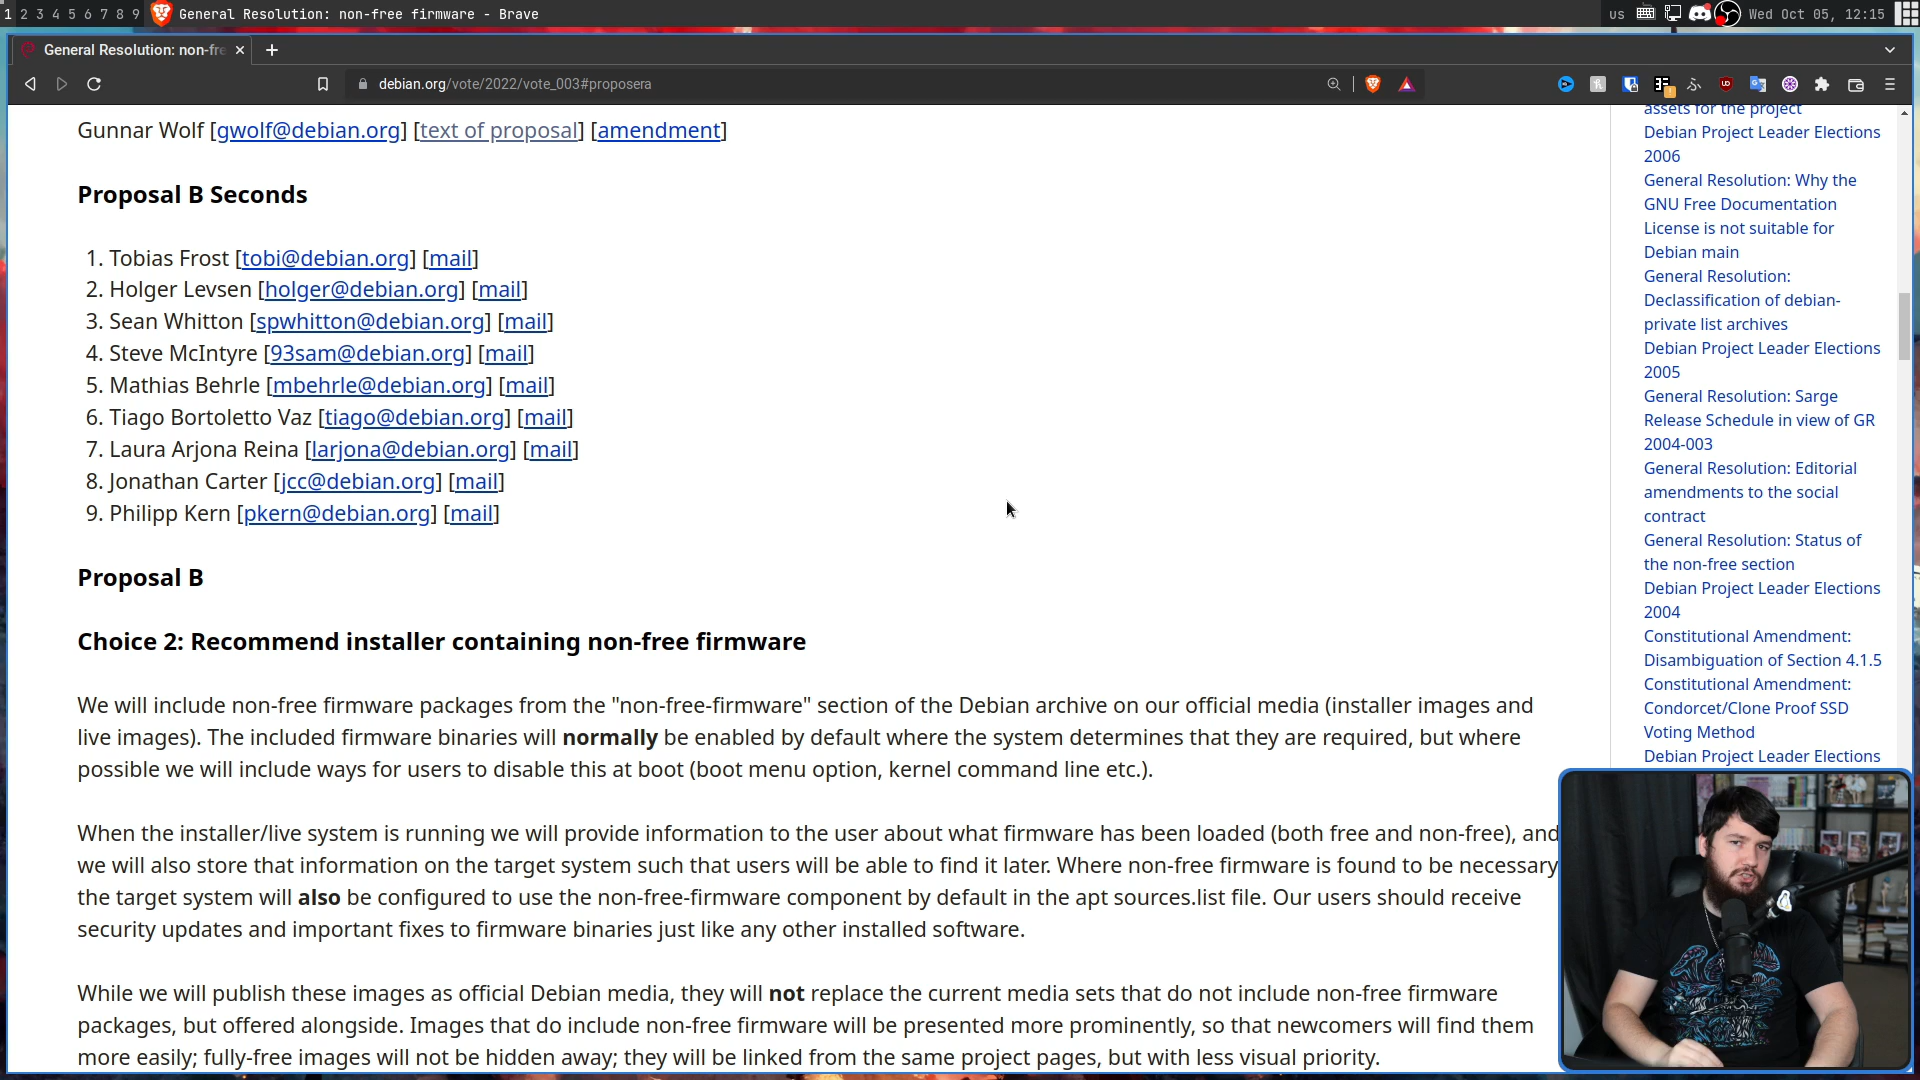 1 2 3 4 5 6 7 8 9 General Resolution: non-free firmware - Brave us Wed Oct 05, 12:15
General Resolution: non-fre
debian.org/vote/2022/vote_003#proposera
Gunnar Wolf [gwolf@debian.org] [text of proposal] [amendment]
Proposal B Seconds
1. Tobias Frost [tobi@debian.org] [mail]
2. Holger Levsen [holger@debian.org] [mail]
3. Sean Whitton [spwhitton@debian.org] [mail]
4. Steve McIntyre [93sam@debian.org] [mail]
5. Mathias Behrle [mbehrle@debian.org] [mail]
6. Tiago Bortoletto Vaz [tiago@debian.org] [mail]
7. Laura Arjona Reina [larjona@debian.org] [mail]
8. Jonathan Carter [jcc@debian.org] [mail]
9. Philipp Kern [pkern@debian.org] [mail]
Proposal B
Choice 2: Recommend installer containing non-free firmware
We will include non-free firmware packages from the "non-free-firmware" section of the Debian archive on our official media (installer images and
live images). The included firmware binaries will normally be enabled by default where the system determines that they are required, but where
possible we will include ways for users to disable this at boot (boot menu option, kernel command line etc.).
When the installer/live system is running we will provide information to the user about what firmware has been loaded (both free and non-free), and
we will also store that information on the target system such that users will be able to find it later. Where non-free firmware is found to be necessary
the target system will also be configured to use the non-free-firmware component by default in the apt sources.list file. Our users should receive
security updates and important fixes to firmware binaries just like any other installed software.
While we will publish these images as official Debian media, they will not replace the current media sets that do not include non-free firmware
packages, but offered alongside. Images that do include non-free firmware will be presented more prominently, so that newcomers will find them
more easily; fully-free images will not be hidden away; they will be linked from the same project pages, but with less visual priority.
assets for the project
Debian Project Leader Elections
2006
General Resolution: Why the
GNU Free Documentation
License is not suitable for
Debian main
General Resolution:
Declassification of debian-
private list archives
Debian Project Leader Elections
2005
General Resolution: Sarge
Release Schedule in view of GR
2004-003
General Resolution: Editorial
amendments to the social
contract
General Resolution: Status of
the non-free section
Debian Project Leader Elections
2004
Constitutional Amendment:
Disambiguation of Section 4.1.5
Constitutional Amendment:
Condorcet/Clone Proof SSD
Voting Method
Debian Project Leader Elections